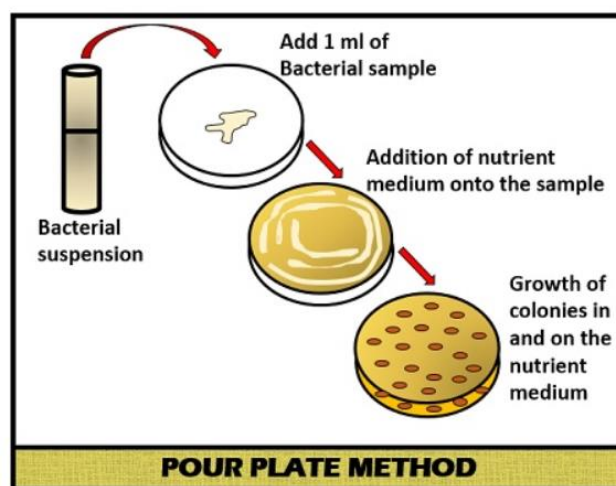 Add 1 ml of
Bacterial sample
Addition of nutrient
medium onto the sample
Bacterial
suspension
Growth of
colonies in
and on the
nutrient
medium
POUR PLATE METHOD